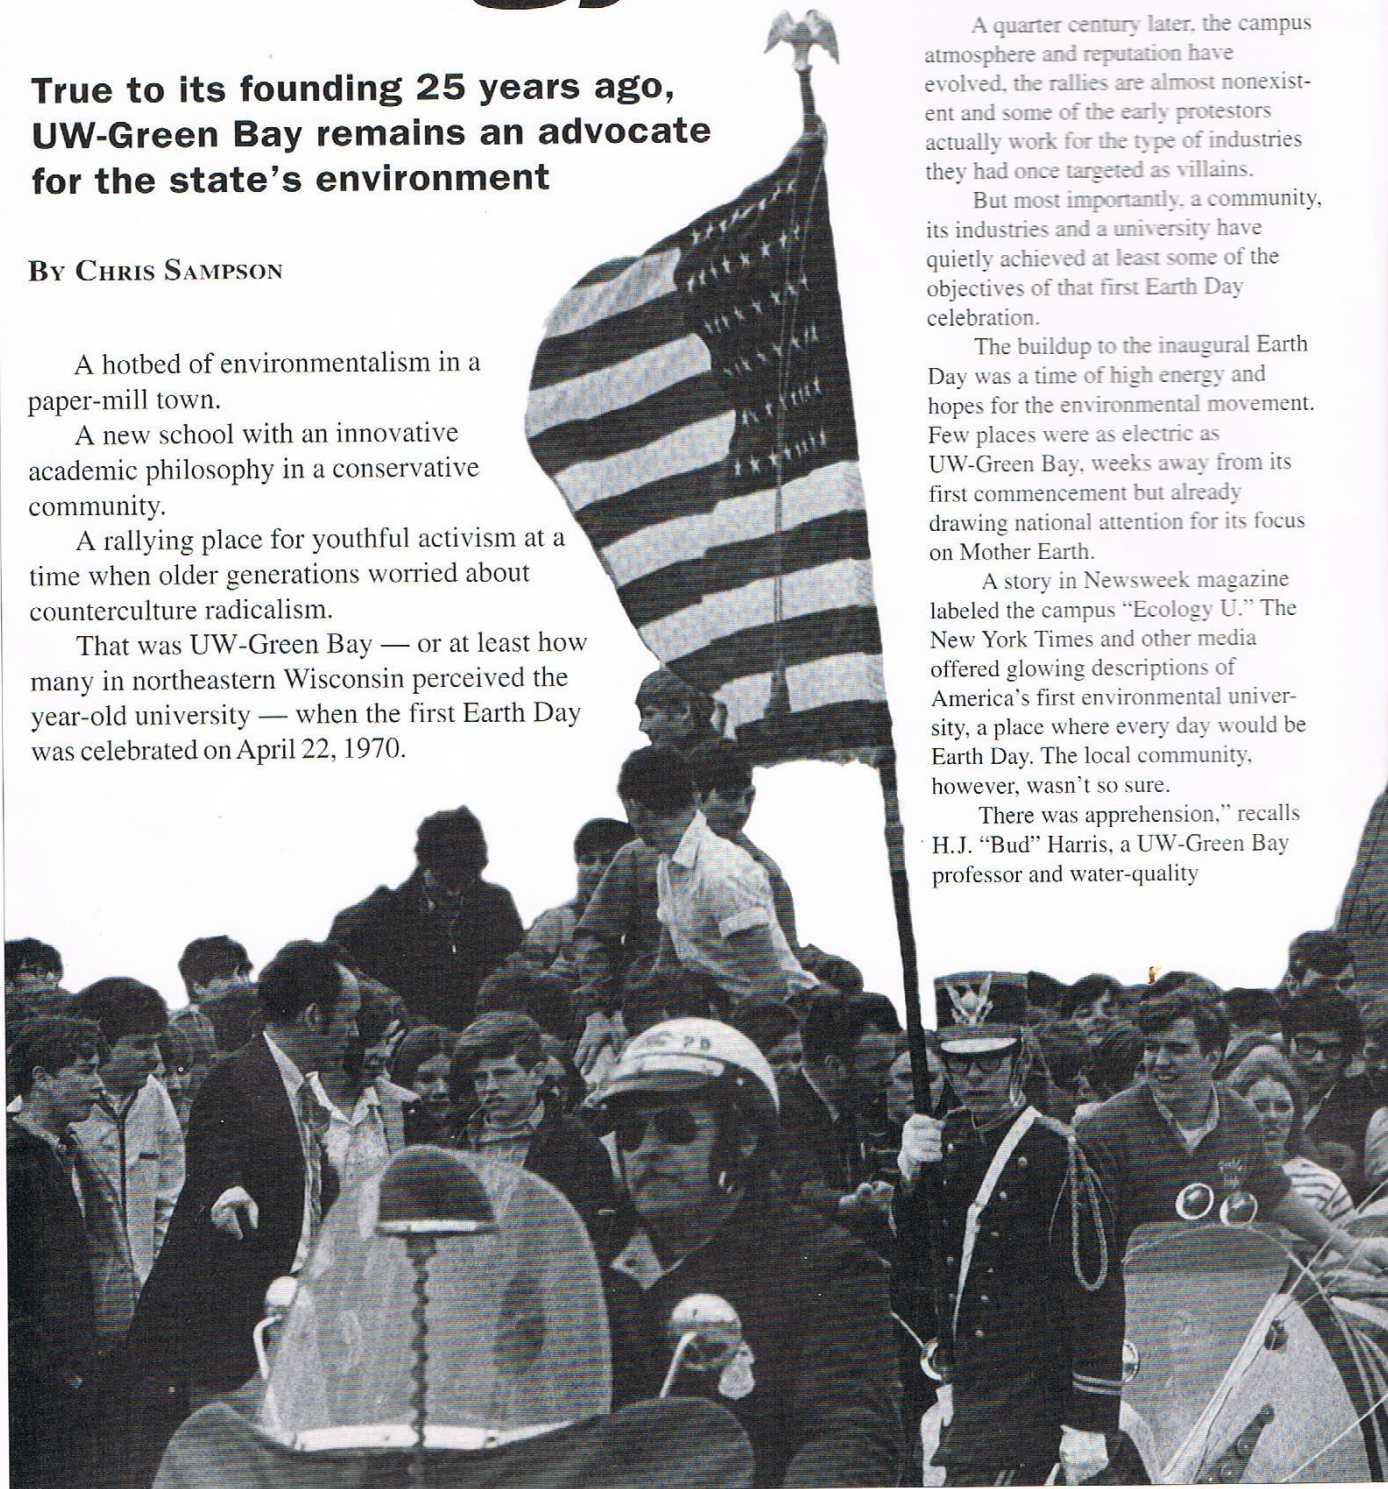 True to its founding 25 years ago,
UW-Green Bay remains an advocate
for the state's environment
By Chris Sampson
A hotbed of environmentalism in a
paper-mill town.
A new school with an innovative
academic philosophy in a conservative
community.
A rallying place for youthful activism at a
time when older generations worried about
counterculture radicalism.
That was UW-Green Bay — or at least how
many in northeastern Wisconsin perceived the
year-old university — when the first Earth Day
was celebrated on April 22, 1970.
A quarter century later, the campus
atmosphere and reputation have
evolved, the rallies are almost nonexist-
ent and some of the early protestors
actually work for the type of industries
they had once targeted as villains.
But most importantly, a community,
its industries and a university have
quietly achieved at least some of the
objectives of that first Earth Day
celebration.
The buildup to the inaugural Earth
Day was a time of high energy and
hopes for the environmental movement.
Few places were as electric as
UW-Green Bay, weeks away from its
first commencement but already
drawing national attention for its focus
on Mother Earth.
A story in Newsweek magazine
labeled the campus “Ecology U.” The
New York Times and other media
offered glowing descriptions of
America's first environmental univer-
sity, a place where every day would be
Earth Day. The local community,
however, wasn't so sure.
There was apprehension,” recalls
H.J. “Bud” Harris, a UW-Green Bay
professor and water-quality
PD